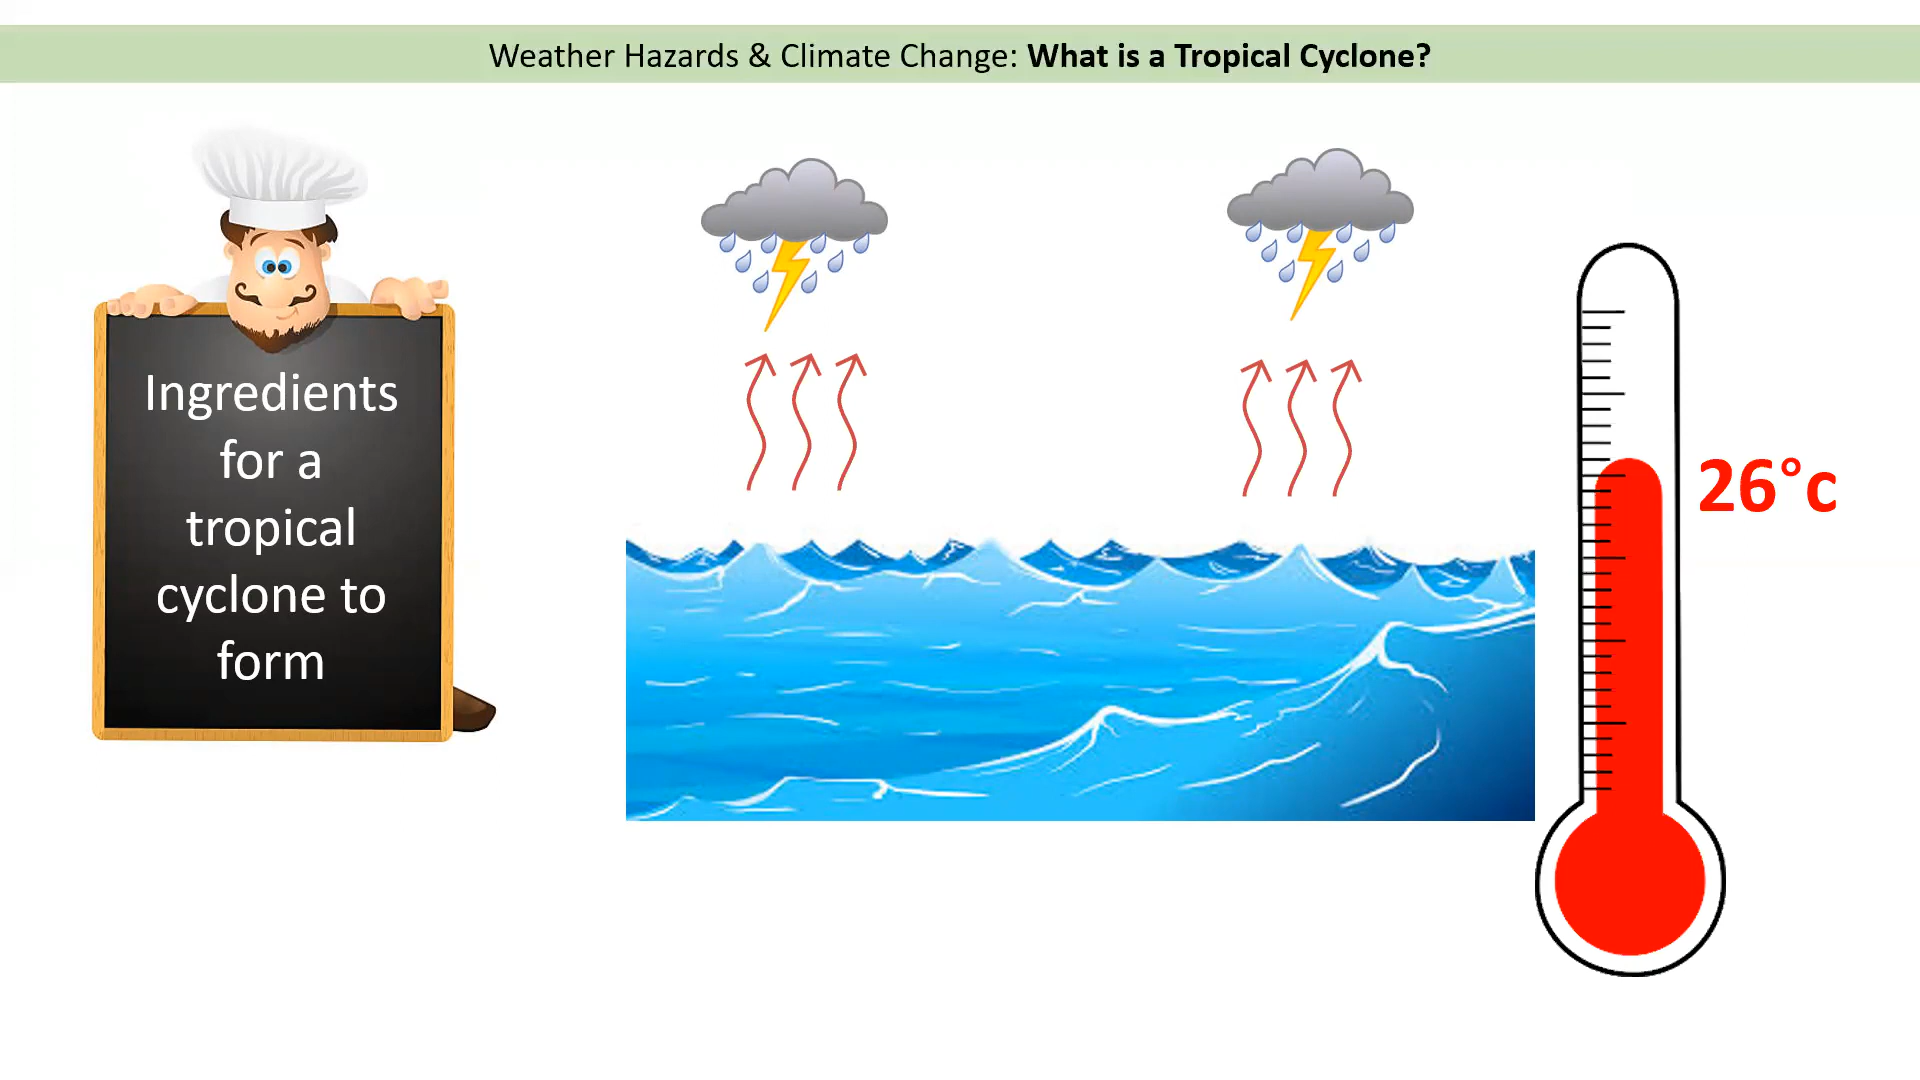 Weather Hazards & Climate Change: What is a Tropical Cyclone?
Ingredients
for a
tropical
cyclone to
form
26°c